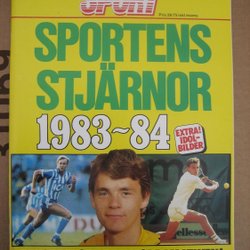 SPORT
SPORTENS
STJÄRNOR
1983~84
EXTRA!
IDOL-
BILDER
ellesse